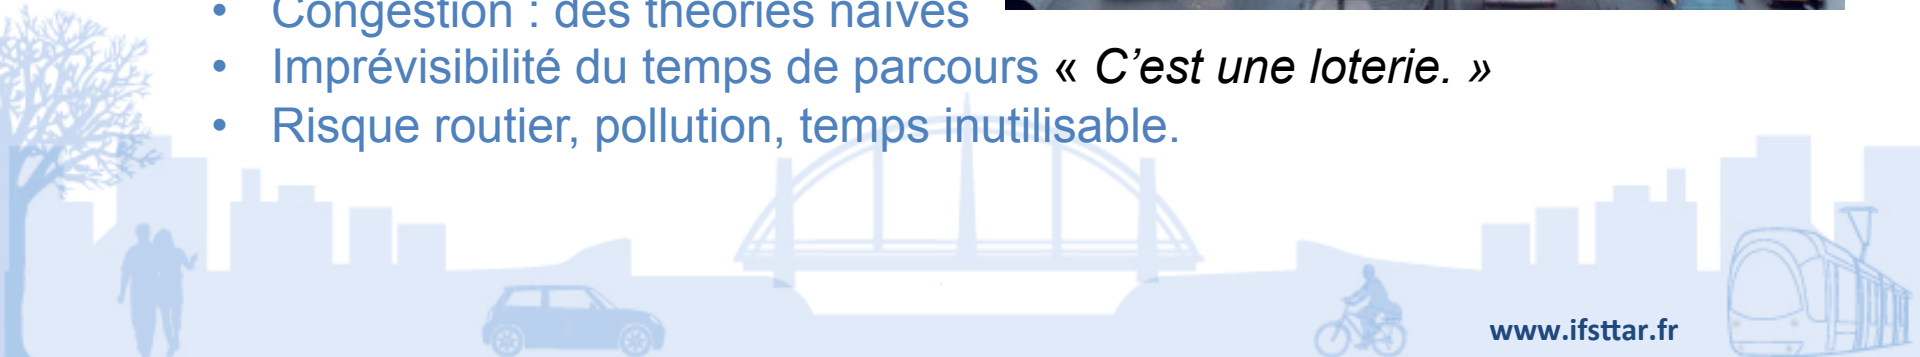 • Congestion : des théories naïves
• Imprévisibilité du temps de parcours « C’est une loterie. »
• Risque routier, pollution, temps inutilisable.
www.ifsttar.fr